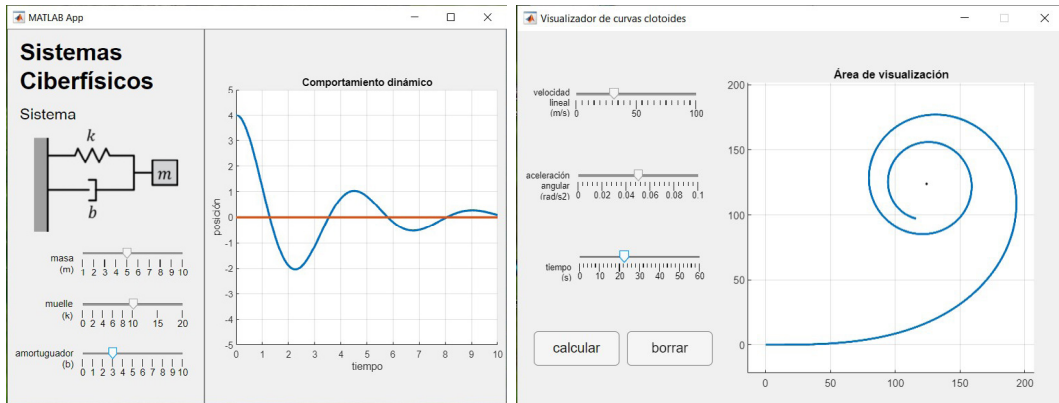 MATLAB App
Sistemas
Ciberfísicos
Sistema
k
b
m
masa
(m)
1 2 3 4 5 6 7 8 9 10
muelle
(k)
0 2 4 6 8 10 15 20
amortiguador
(b)
0 1 2 3 4 5 6 7 8 9 10
Comportamiento dinámico
posición
5
4
3
2
1
0
-1
-2
-3
-4
-5
0 1 2 3 4 5 6 7 8 9 10
tiempo
Visualizador de curvas clotoides
velocidad
lineal
(m/s)
0 50 100
aceleración
angular
(rad/s2)
0 0.02 0.04 0.06 0.08 0.1
tiempo
(s)
0 10 20 30 40 50 60
calcular borrar
Área de visualización
200
150
100
50
0
0 50 100 150 200